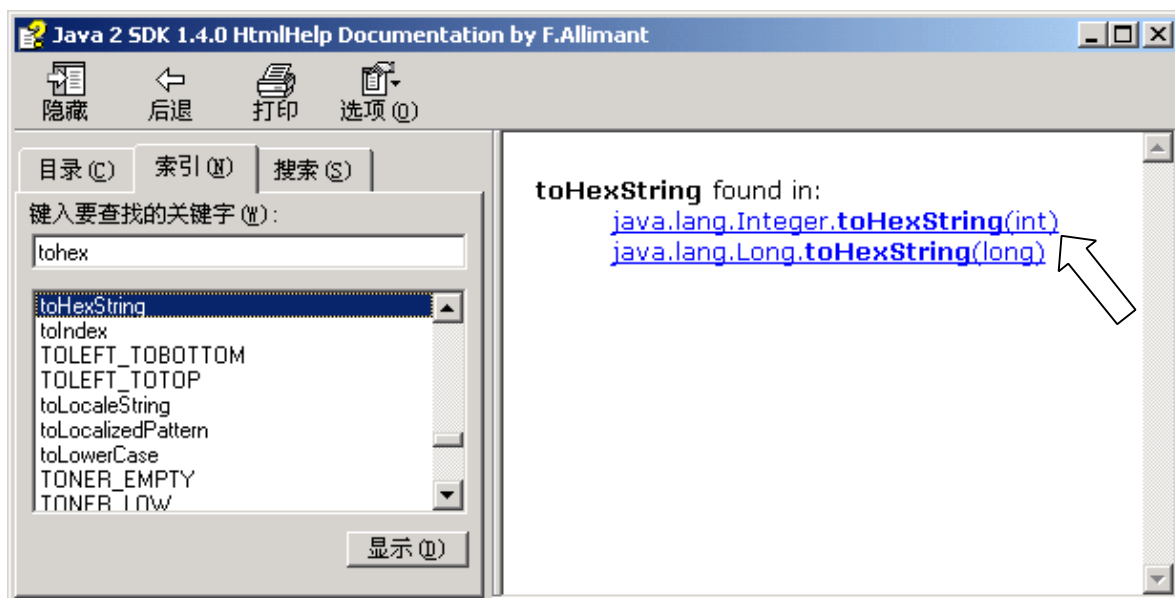 Java 2 SDK 1.4.0 HtmlHelp Documentation by F.Allimant
隐藏 后退 打印 选项(O)
目录(C) 索引(N) 搜索(S)
键入要查找的关键字(W):
tohex
toHexString
toIndex
TOLEFT_TOBOTTOM
TOLEFT_TOTOP
toLocaleString
toLocalizedPattern
toLowerCase
TONER_EMPTY
TONER_LOW
显示(D)
toHexString found in:
java.lang.Integer.toHexString(int)
java.lang.Long.toHexString(long)